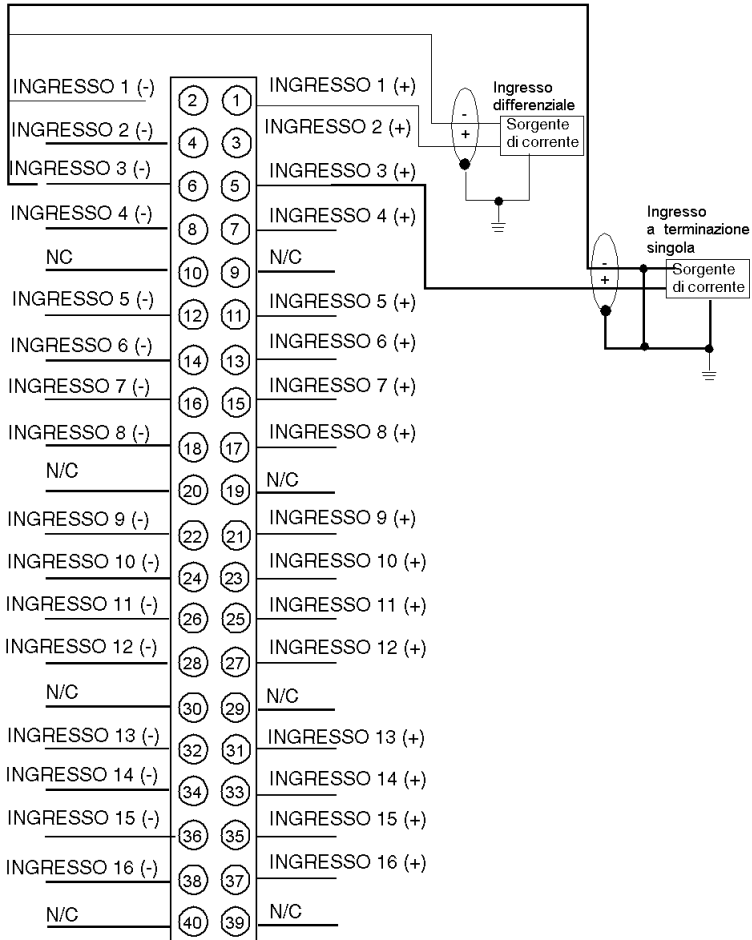 INGRESSO 1 (-) 2 1 INGRESSO 1 (+)
INGRESSO 2 (-) 4 3 INGRESSO 2 (+)
INGRESSO 3 (-) 6 5 INGRESSO 3 (+)
INGRESSO 4 (-) 8 7 INGRESSO 4 (+)
NC 10 9 N/C
INGRESSO 5 (-) 12 11 INGRESSO 5 (+)
INGRESSO 6 (-) 14 13 INGRESSO 6 (+)
INGRESSO 7 (-) 16 15 INGRESSO 7 (+)
INGRESSO 8 (-) 18 17 INGRESSO 8 (+)
N/C 20 19 N/C
INGRESSO 9 (-) 22 21 INGRESSO 9 (+)
INGRESSO 10 (-) 24 23 INGRESSO 10 (+)
INGRESSO 11 (-) 26 25 INGRESSO 11 (+)
INGRESSO 12 (-) 28 27 INGRESSO 12 (+)
N/C 30 29 N/C
INGRESSO 13 (-) 32 31 INGRESSO 13 (+)
INGRESSO 14 (-) 34 33 INGRESSO 14 (+)
INGRESSO 15 (-) 36 35 INGRESSO 15 (+)
INGRESSO 16 (-) 38 37 INGRESSO 16 (+)
N/C 40 39 N/C
Ingresso
differenziale
-
+
Sorgente
di corrente
Ingresso
a terminazione
singola
-
+
Sorgente
di corrente